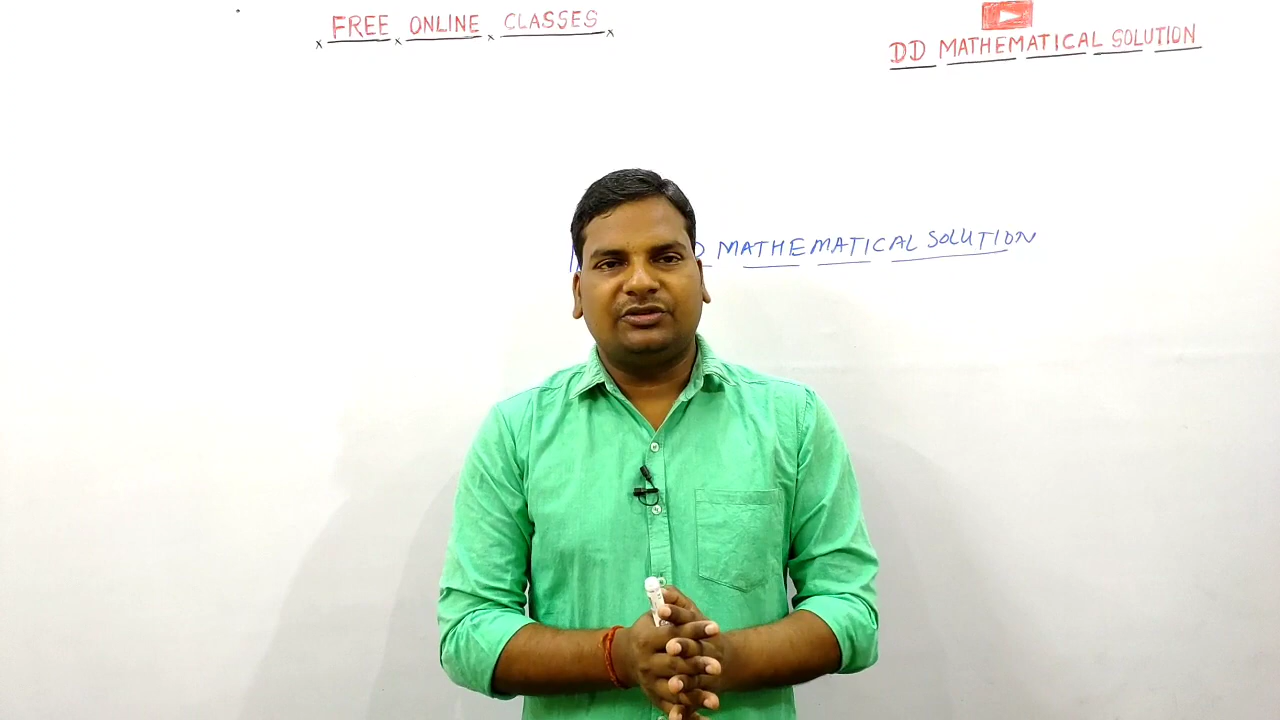 FREE ONLINE CLASSES
DD MATHEMATICAL SOLUTION
MATHEMATICAL SOLUTION